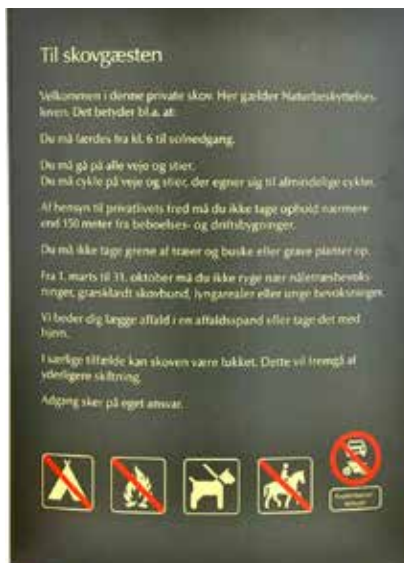 Til skovgæsten
Velkommen i denne private skov. Her gælder Naturbeskyttelses-
loven. Det betyder bl.a. at:
Du må færdes fra kl. 6 til solnedgang.
Du må gå på alle veje og stier.
Du må cykle på veje og stier, der egner sig til almindelig cykler.
Af hensyn til privatlivets fred må du ikke tage ophold nærmere
end 150 meter fra beboelses- og driftsbygninger.
Du må ikke tage grene af træer og buske eller grave planter op.
Fra 1. marts til 31. oktober må du ikke ryge nær nåletræsbevoks-
ninger, græsklædt skovbund, lyngarealer eller unge bevoksninger.
Vi beder dig lægge affald i en affaldsspand eller tage det med
hjem.
I særlige tilfælde kan skoven være lukket. Dette vil fremgå af
yderligere skiltning.
Adgang sker på eget ansvar.